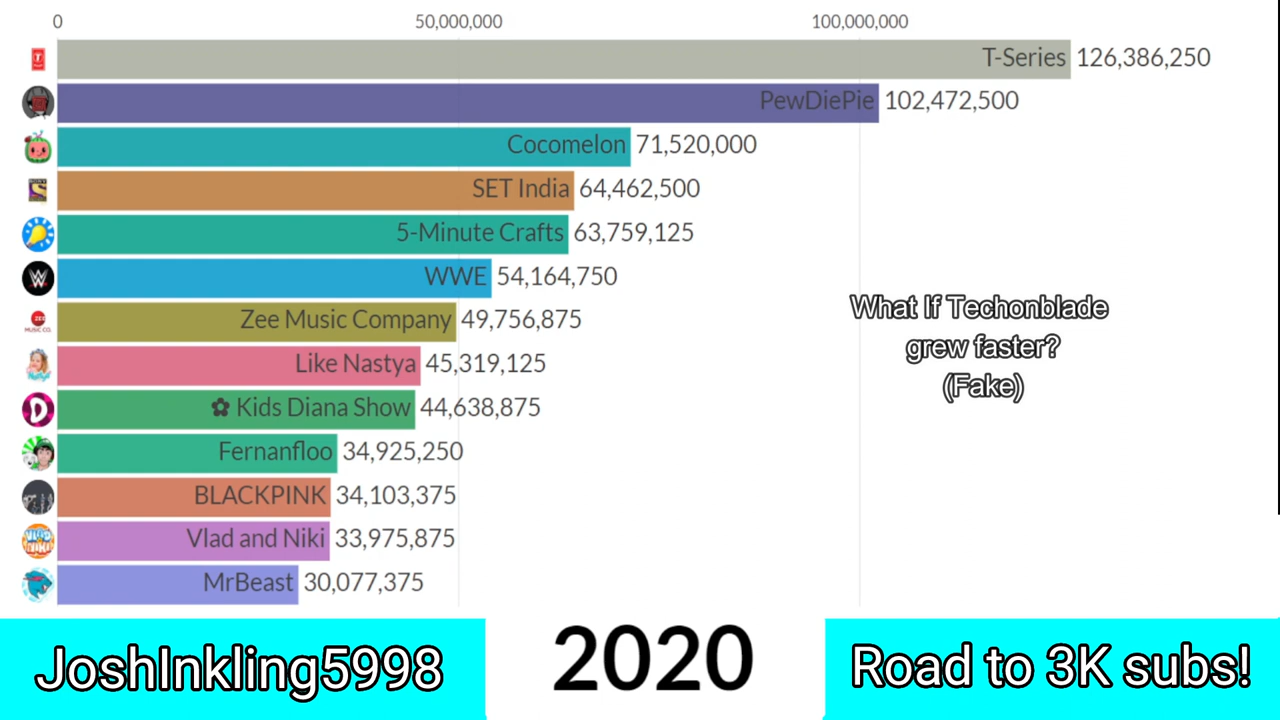 0 50,000,000 100,000,000
T-Series 126,386,250
PewDiePie 102,472,500
Cocomelon 71,520,000
SET India 64,462,500
5-Minute Crafts 63,759,125
WWE 54,164,750
Zee Music Company 49,756,875
Like Nastya 45,319,125
✿ Kids Diana Show 44,638,875
Fernanfloo 34,925,250
BLACKPINK 34,103,375
Vlad and Niki 33,975,875
MrBeast 30,077,375
What If Techonblade
grew faster?
(Fake)
JoshInkling5998
2020
Road to 3K subs!